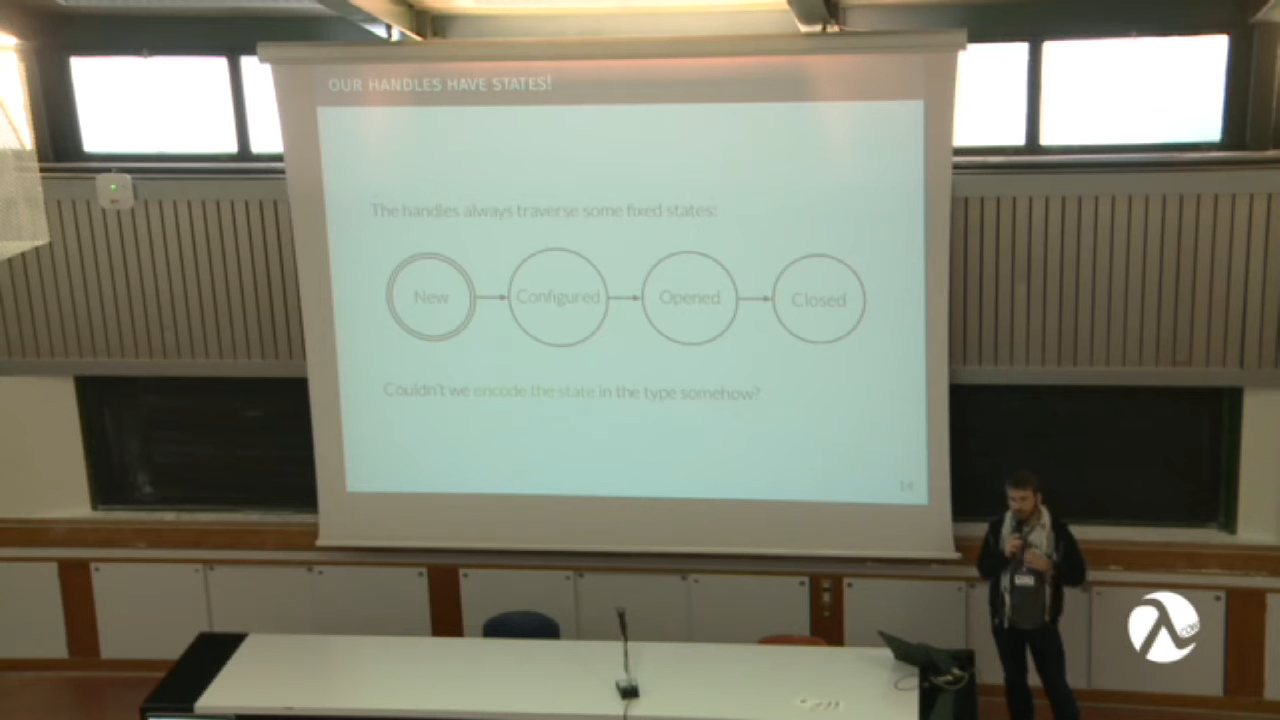 OUR HANDLES HAVE STATES!
The handles always traverse some fixed states:
New
Configured
Opened
Closed
Couldn't we encode the state in the type somehow?
14
λ